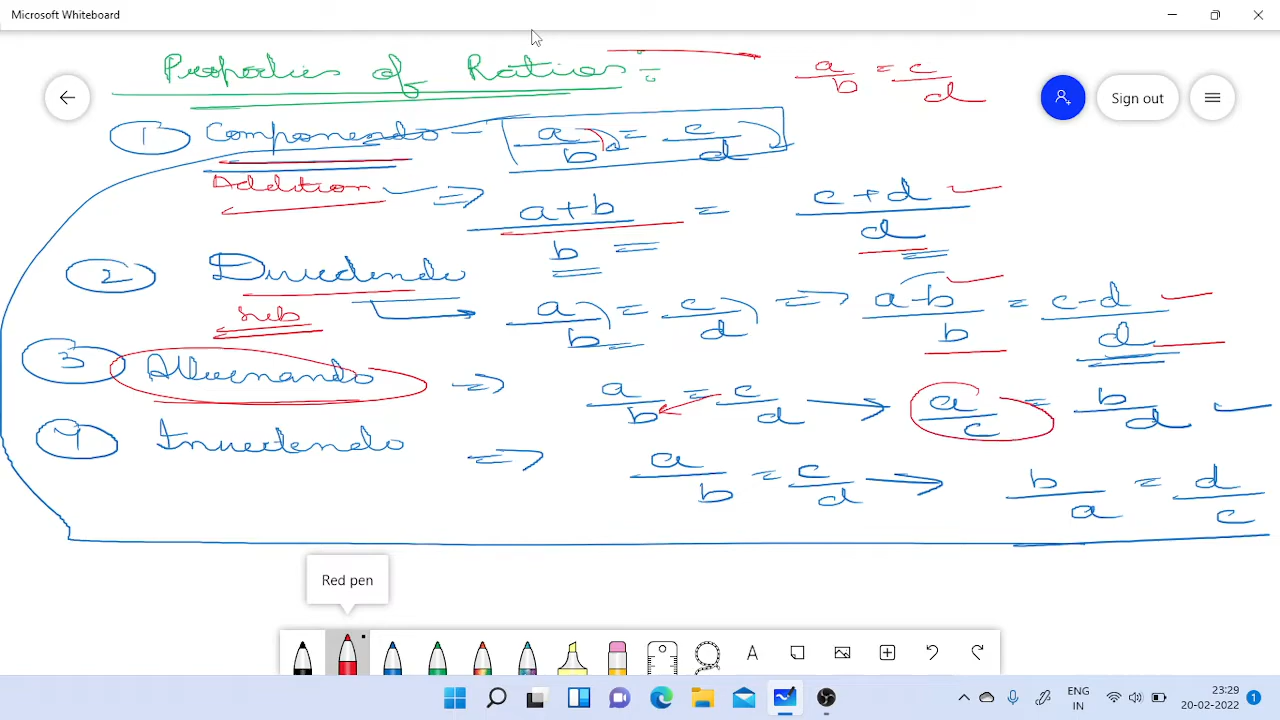 Microsoft Whiteboard
Properties of Ratios :-
a/b = c/d
Sign out
1 Componendo - a/b = c/d
Addition ⇒ a+b/b = c+d/d
2 Dividendo
sub a/b = c/d ⇒ a-b/b = c-d/d
3 Alternando ⇒ a/b = c/d → a/c = b/d
4 Invertendo ⇒ a/b = c/d → b/a = d/c
Red pen
A
ENG
IN
23:29
20-02-2022
1